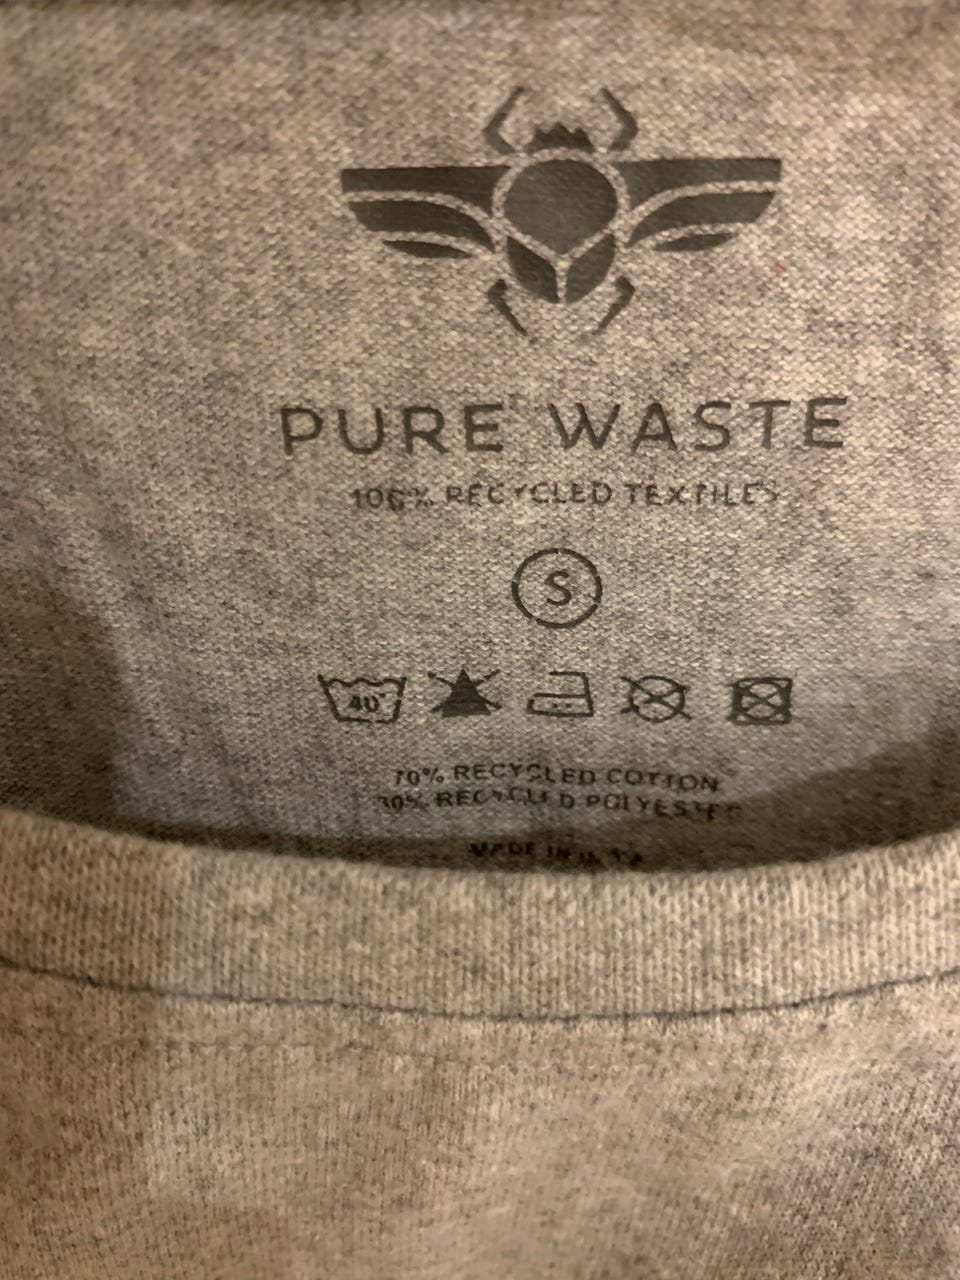 PURE WASTE
100% RECYCLED TEXTILES
S
40
70% RECYCLED COTTON
30% RECYCLED POLYESTER
MADE IN